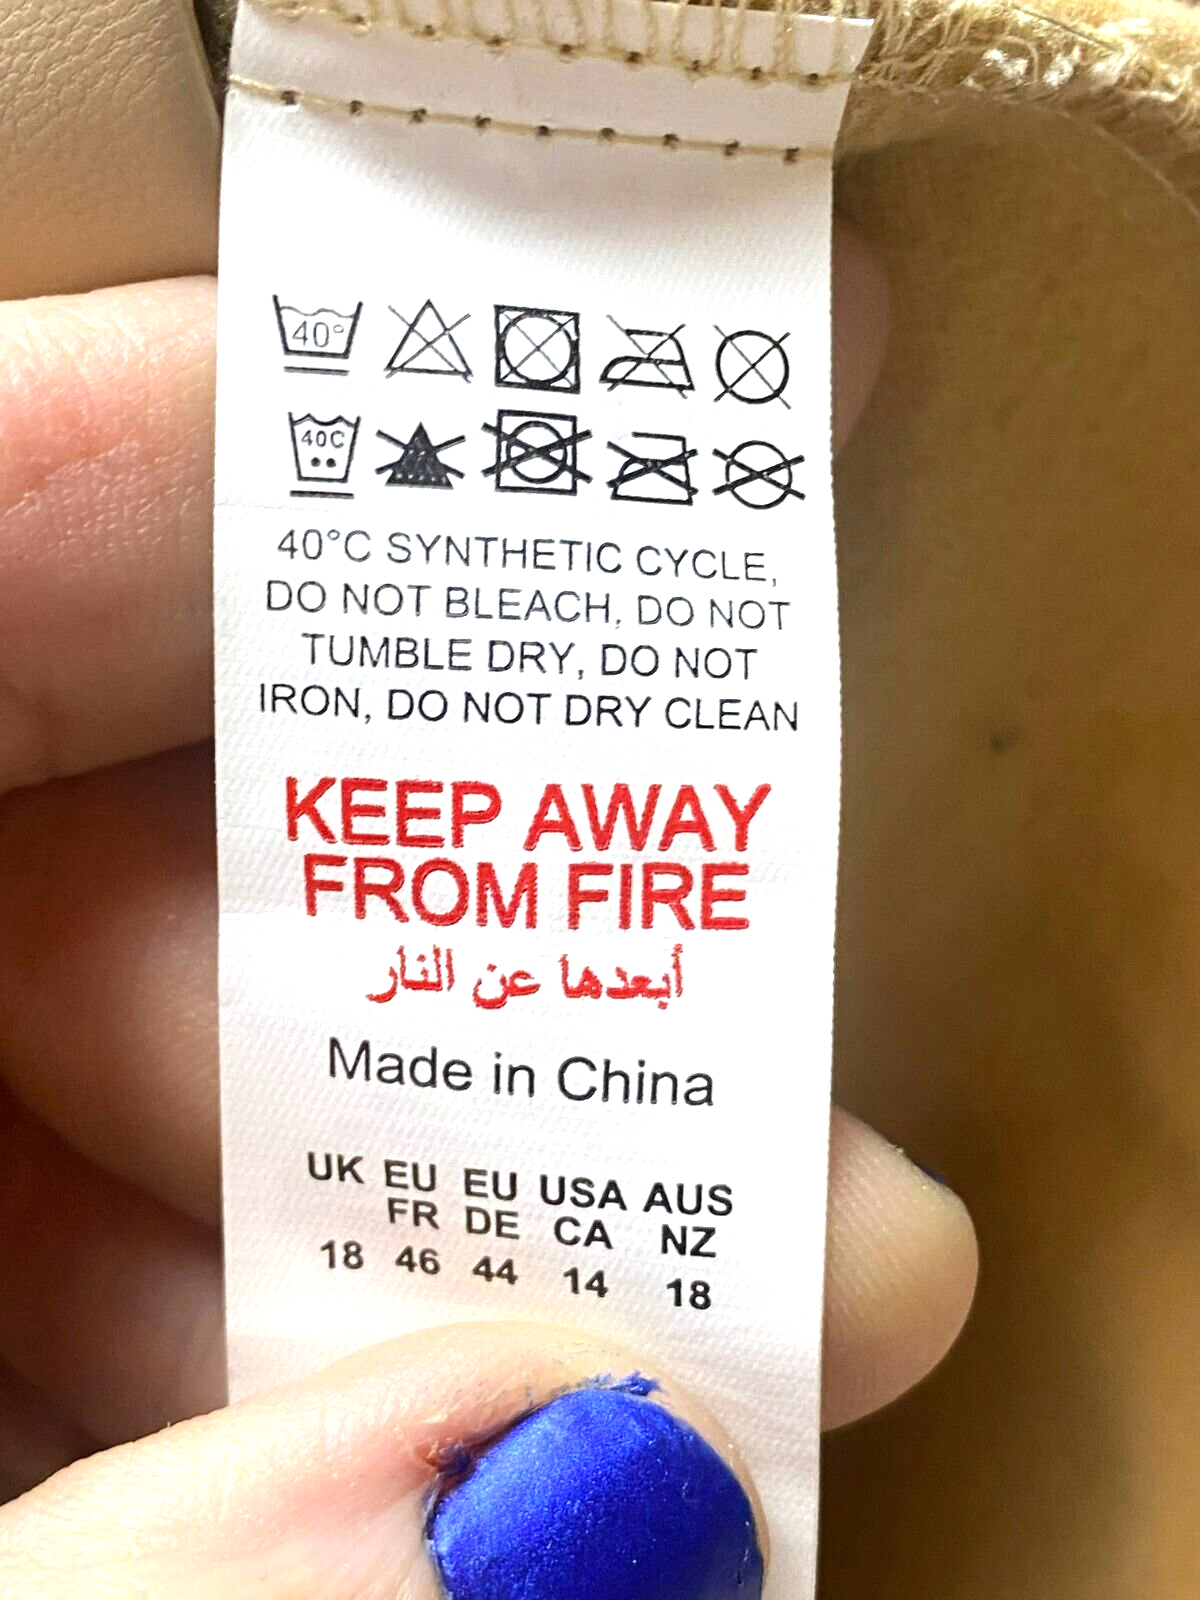 40°
40C
40°C SYNTHETIC CYCLE,
DO NOT BLEACH, DO NOT
TUMBLE DRY, DO NOT
IRON, DO NOT DRY CLEAN
KEEP AWAY
FROM FIRE
أبعدها عن النار
Made in China
UK EU EU USA AUS
FR DE CA NZ
18 46 44 14 18